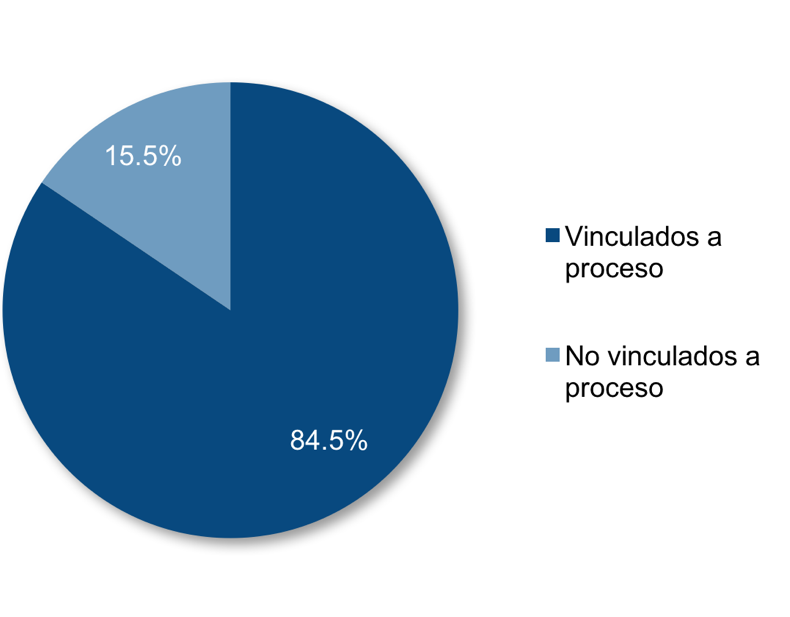 15.5%
Vinculados a
proceso
No vinculados a
proceso
84.5%